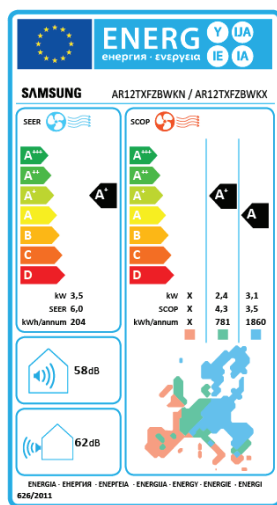 ENERG Y IJA
енергия · ενεργεια IE IA
SAMSUNG AR12TXFZBWKN / AR12TXFZBWKX
SEER SCOP
A+++ A+++
A++ A++
A+ A+ A+ A+
A A A
B B
C C
D D
kW 3,5 kW X 2,4 3,1
SEER 6,0 SCOP X 4,3 3,5
kWh/annum 204 kWh/annum X 781 1860
58dB
62dB
ENERGIA · ЕНЕРГИЯ · ΕΝΕΡΓΕΙΑ · ENERGIJA · ENERGY · ENERGIE · ENERGI
626/2011